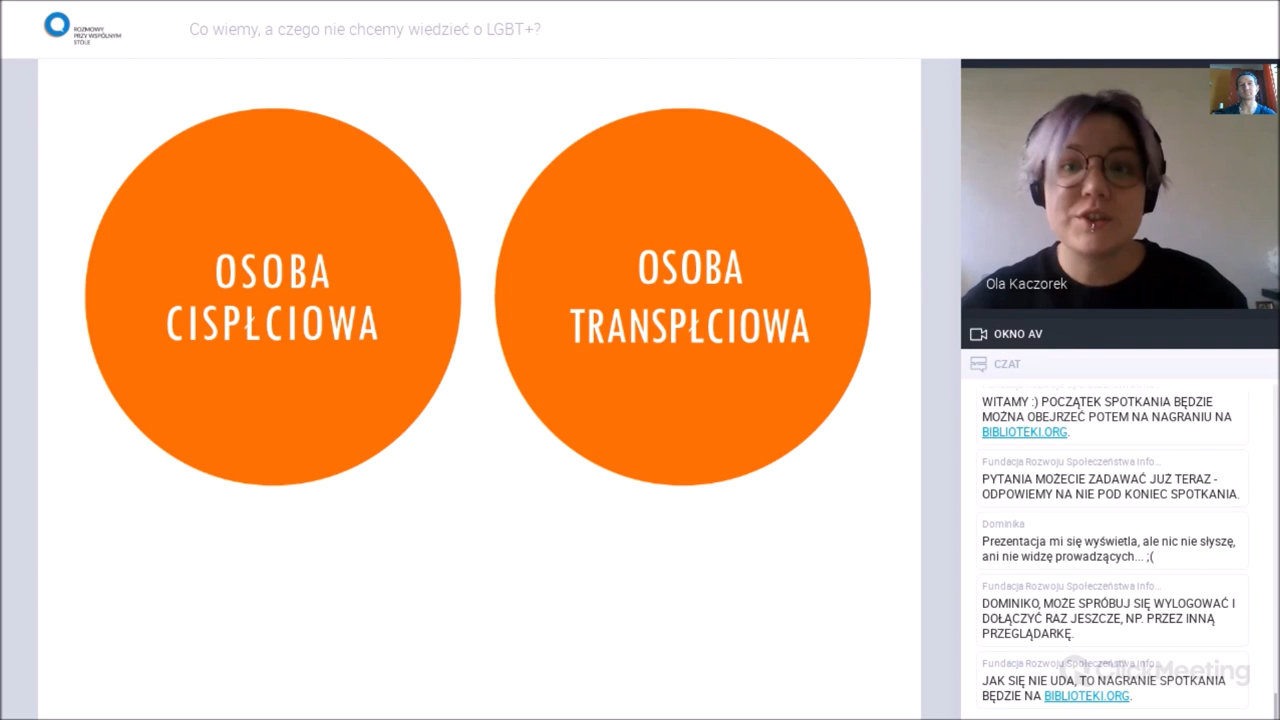 ROZMOWY
PRZY WSPÓLNYM
STOLE
Co wiemy, a czego nie chcemy wiedzieć o LGBT+?
OSOBA
CISPŁCIOWA
OSOBA
TRANSPŁCIOWA
Ola Kaczorek
OKNO AV
CZAT
WITAMY :) POCZĄTEK SPOTKANIA BĘDZIE
MOŻNA OBEJRZEĆ POTEM NA NAGRANIU NA
BIBLIOTEKI.ORG.
Fundacja Rozwoju Społeczeństwa Info...
PYTANIA MOŻECIE ZADAWAĆ JUŻ TERAZ -
ODPOWIEMY NA NIE POD KONIEC SPOTKANIA.
Dominika
Prezentacja mi się wyświetla, ale nic nie słyszę,
ani nie widzę prowadzących... ;(
Fundacja Rozwoju Społeczeństwa Info...
DOMINIKO, MOŻE SPRÓBUJ SIĘ WYLOGOWAĆ I
DOŁĄCZYĆ RAZ JESZCZE, NP. PRZEZ INNĄ
PRZEGLĄDARKĘ.
Fundacja Rozwoju Społeczeństwa Info...
ClickMeeting
JAK SIĘ NIE UDA, TO NAGRANIE SPOTKANIA
BĘDZIE NA BIBLIOTEKI.ORG.